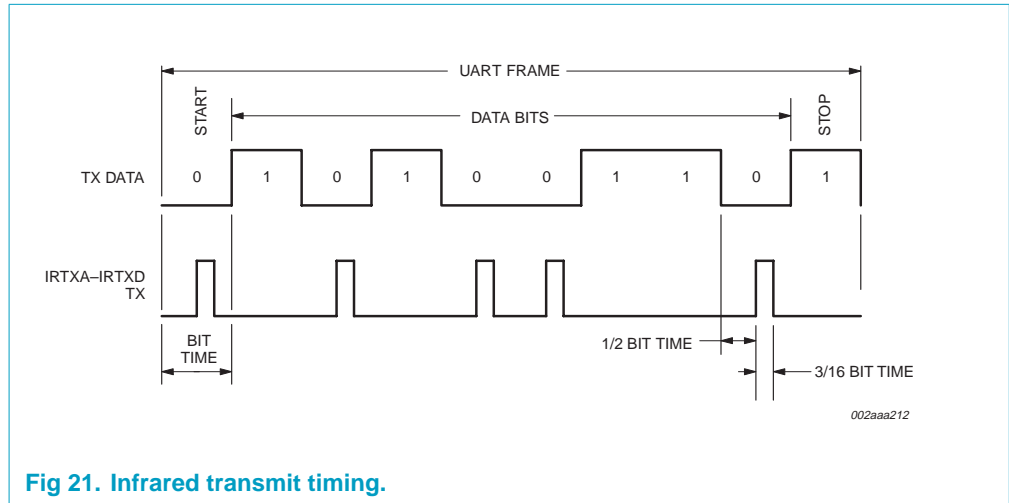 UART FRAME
START
DATA BITS
STOP
TX DATA
0 1 0 1 0 0 1 1 0 1
IRTXA–IRTXD
TX
BIT
TIME
1/2 BIT TIME
3/16 BIT TIME
002aaa212
Fig 21. Infrared transmit timing.